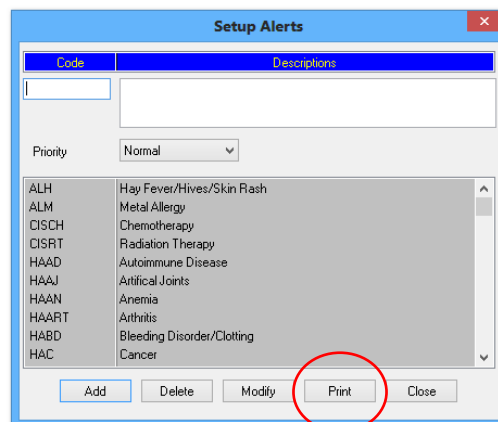 Setup Alerts
Code Descriptions
Priority Normal
ALH Hay Fever/Hives/Skin Rash
ALM Metal Allergy
CISCH Chemotherapy
CISRT Radiation Therapy
HAAD Autoimmune Disease
HAAJ Artifical Joints
HAAN Anemia
HAART Arthritis
HABD Bleeding Disorder/Clotting
HAC Cancer
Add Delete Modify Print Close